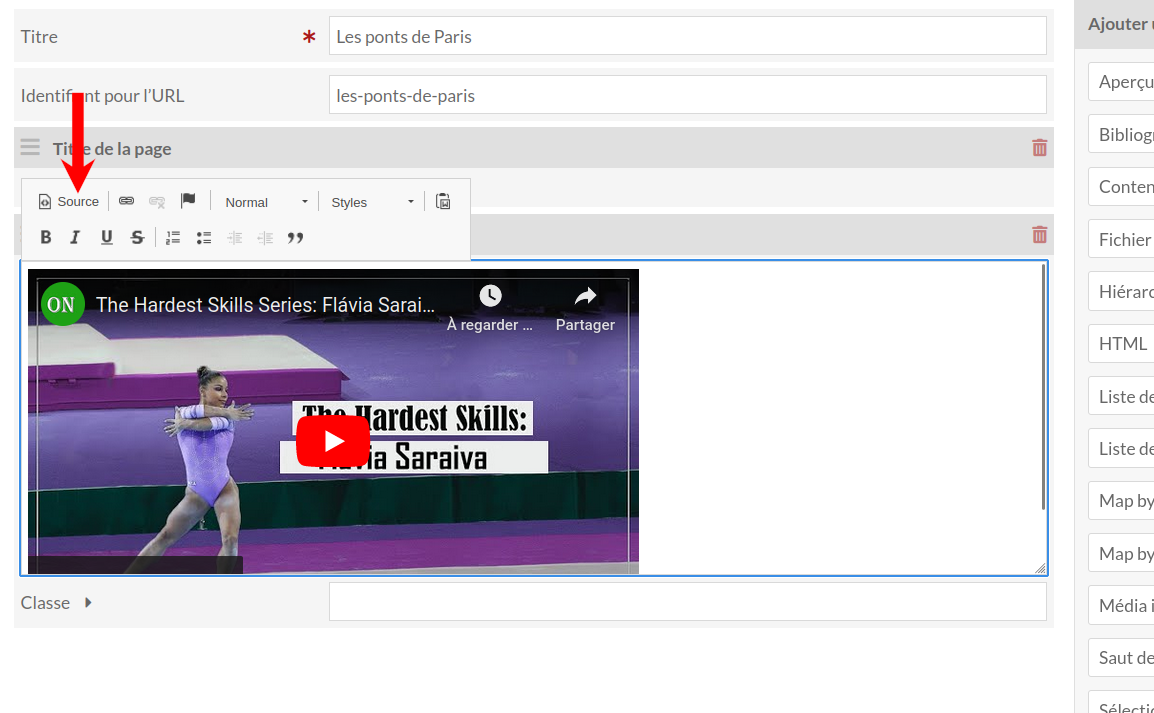 Titre
Les ponts de Paris
Identifiant pour l’URL
les-ponts-de-paris
Titre de la page
Source
Normal
Styles
B I U S
ON
The Hardest Skills Series: Flávia Sarai...
À regarder ...
Partager
The Hardest Skills:
Flávia Saraiva
Classe
Ajouter u
Aperçu
Bibliogr
Conten
Fichier
Hiérarc
HTML
Liste de
Liste de
Map by
Map by
Média i
Saut de
Sélectio